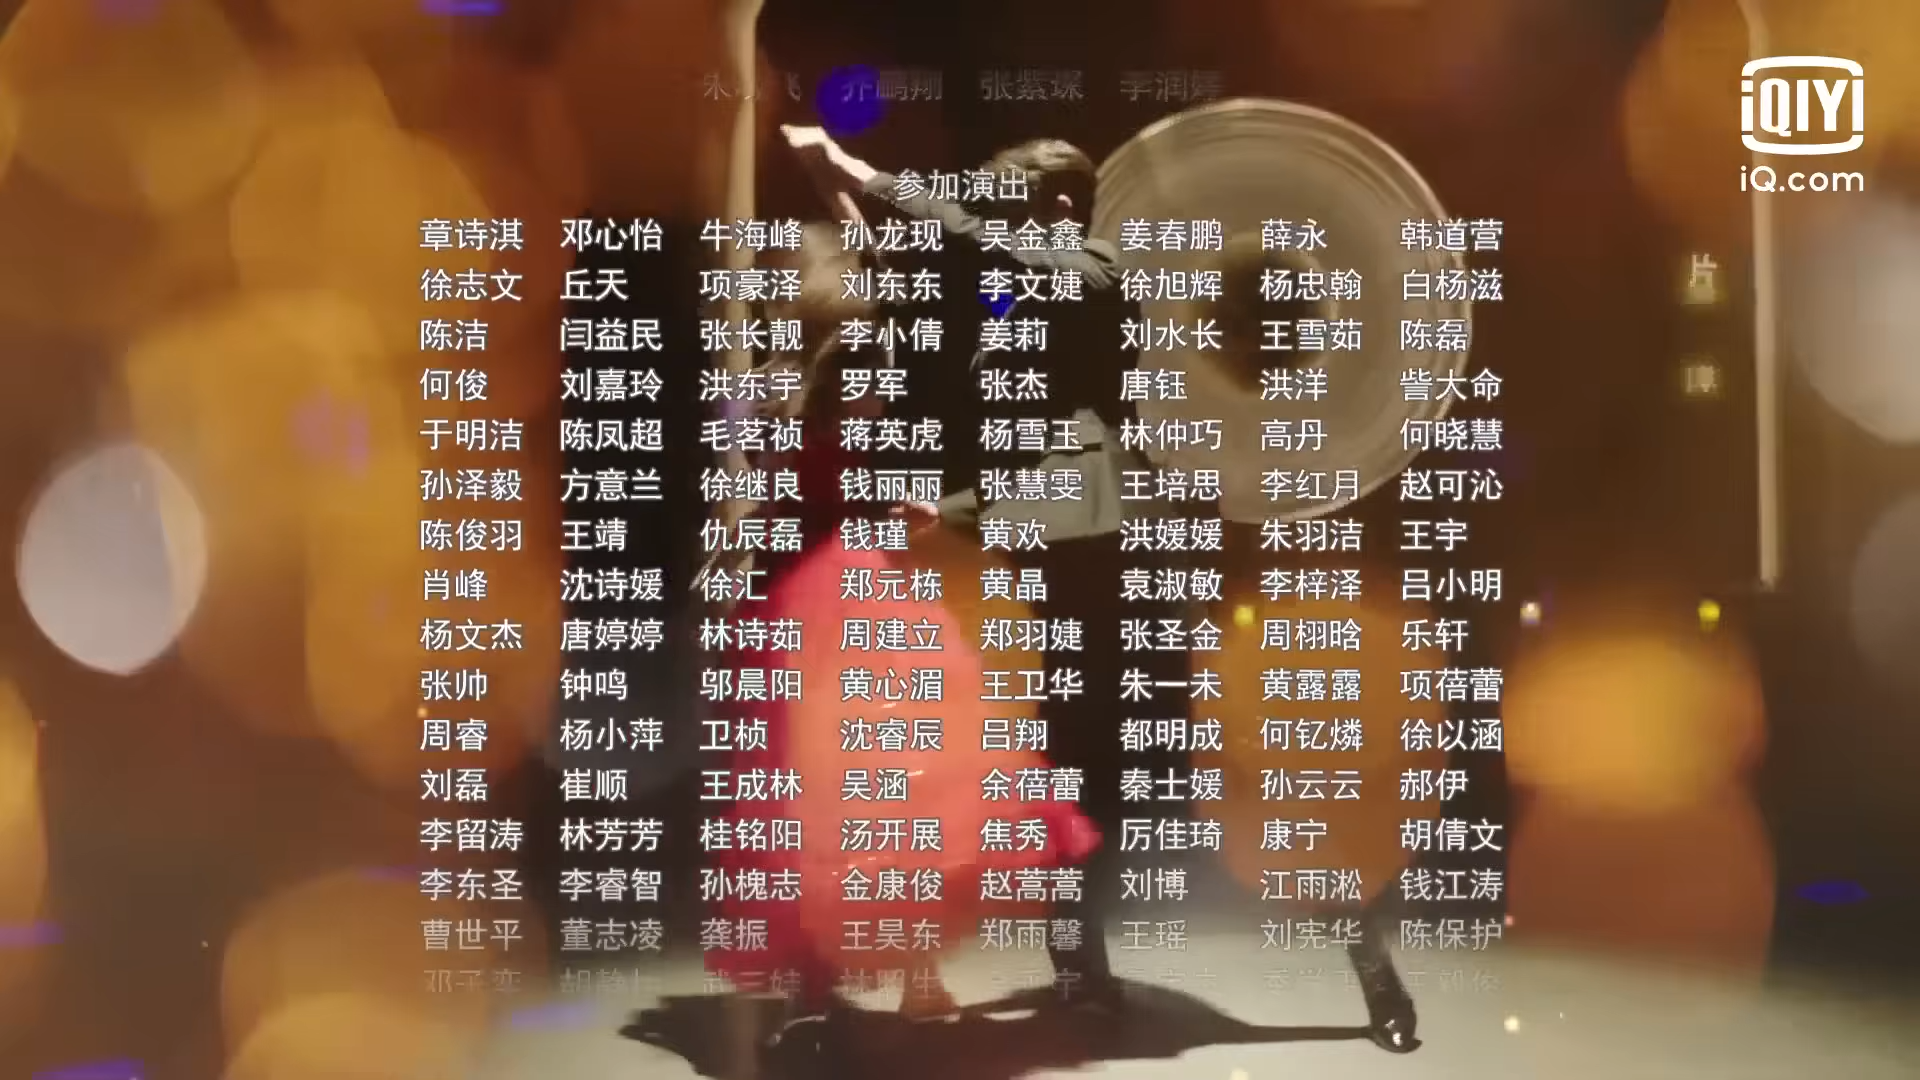 iQIYI
iQ.com
参加演出
章诗淇 邓心怡 牛海峰 孙龙现 吴金鑫 姜春鹏 薛永 韩道营
徐志文 丘天 项豪泽 刘东东 李文婕 徐旭辉 杨忠翰 白杨滋
陈洁 闫益民 张长靓 李小倩 姜莉 刘水长 王雪茹 陈磊
何俊 刘嘉玲 洪东宇 罗军 张杰 唐钰 洪洋 訾大命
于明洁 陈凤超 毛茗祯 蒋英虎 杨雪玉 林仲巧 高丹 何晓慧
孙泽毅 方意兰 徐继良 钱丽丽 张慧雯 王培思 李红月 赵可沁
陈俊羽 王靖 仇辰磊 钱瑾 黄欢 洪媛媛 朱羽洁 王宇
肖峰 沈诗媛 徐汇 郑元栋 黄晶 袁淑敏 李梓泽 吕小明
杨文杰 唐婷婷 林诗茹 周建立 郑羽婕 张圣金 周栩晗 乐轩
张帅 钟鸣 邬晨阳 黄心湄 王卫华 朱一未 黄露露 项蓓蕾
周睿 杨小萍 卫桢 沈睿辰 吕翔 都明成 何钇燐 徐以涵
刘磊 崔顺 王成林 吴涵 余蓓蕾 秦士媛 孙云云 郝伊
李留涛 林芳芳 桂铭阳 汤开展 焦秀 厉佳琦 康宁 胡倩文
李东圣 李睿智 孙槐志 金康俊 赵蒿蒿 刘博 江雨淞 钱江涛
曹世平 董志凌 龚振 王昊东 郑雨馨 王瑶 刘宪华 陈保护
片